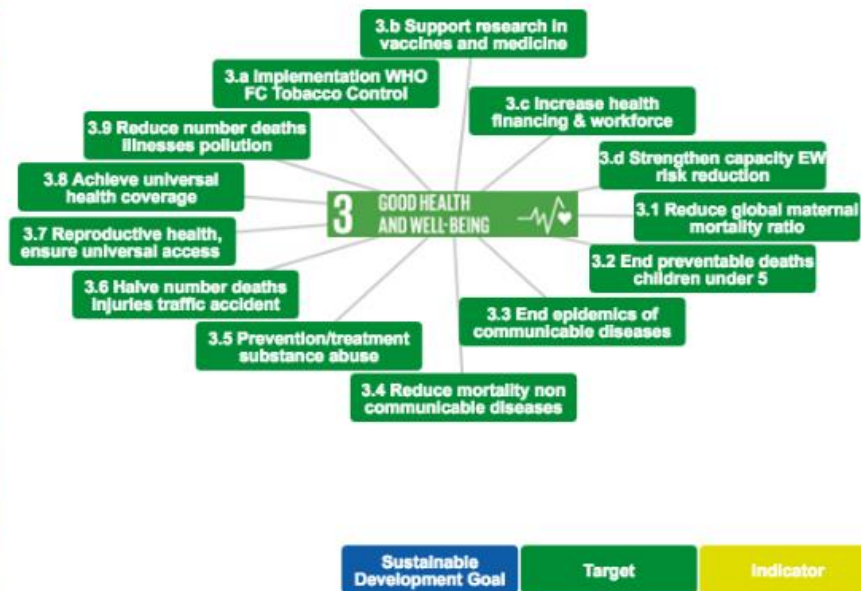 3.b Support research in
vaccines and medicine
3.a Implementation WHO
FC Tobacco Control
3.c Increase health
financing & workforce
3.9 Reduce number deaths
illnesses pollution
3.d Strengthen capacity EW
risk reduction
3.8 Achieve universal
health coverage
3 GOOD HEALTH
AND WELL-BEING
3.1 Reduce global maternal
mortality ratio
3.7 Reproductive health,
ensure universal access
3.2 End preventable deaths
children under 5
3.6 Halve number deaths
injuries traffic accident
3.3 End epidemics of
communicable diseases
3.5 Prevention/treatment
substance abuse
3.4 Reduce mortality non
communicable diseases
Sustainable
Development Goal
Target
Indicator